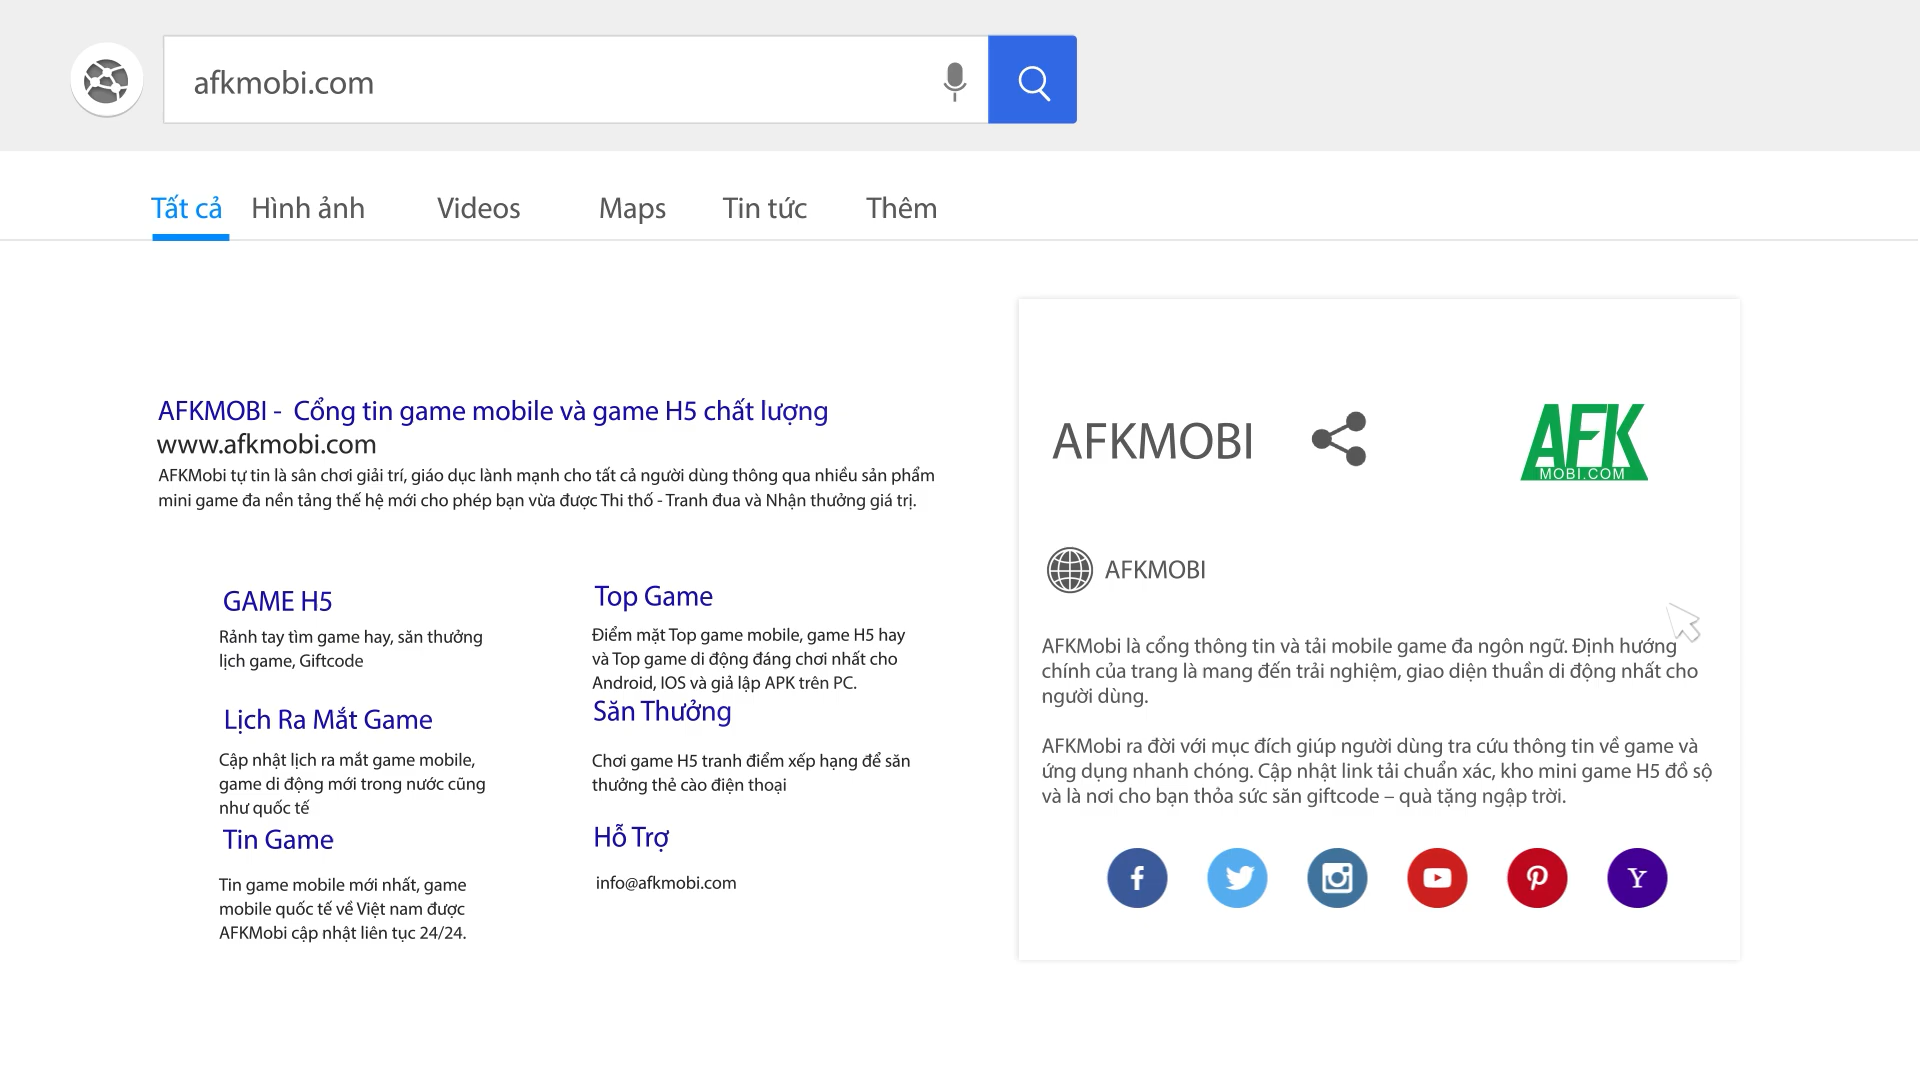 afkmobi.com
Tất cả Hình ảnh Videos Maps Tin tức Thêm
AFKMOBI - Cổng tin game mobile và game H5 chất lượng
www.afkmobi.com
AFKMobi tự tin là sân chơi giải trí, giáo dục lành mạnh cho tất cả người dùng thông qua nhiều sản phẩm
mini game đa nền tảng thế hệ mới cho phép bạn vừa được Thi thố - Tranh đua và Nhận thưởng giá trị.
GAME H5
Rảnh tay tìm game hay, săn thưởng
lịch game, Giftcode
Lịch Ra Mắt Game
Cập nhật lịch ra mắt game mobile,
game di động mới trong nước cũng
như quốc tế
Tin Game
Tin game mobile mới nhất, game
mobile quốc tế về Việt nam được
AFKMobi cập nhật liên tục 24/24.
Top Game
Điểm mặt Top game mobile, game H5 hay
và Top game di động đáng chơi nhất cho
Android, IOS và giả lập APK trên PC.
Săn Thưởng
Chơi game H5 tranh điểm xếp hạng để săn
thưởng thẻ cào điện thoại
Hỗ Trợ
info@afkmobi.com
AFKMOBI
AFK
MOBI.COM
AFKMOBI
AFKMobi là cổng thông tin và tải mobile game đa ngôn ngữ. Định hướng
chính của trang là mang đến trải nghiệm, giao diện thuần di động nhất cho
người dùng.
AFKMobi ra đời với mục đích giúp người dùng tra cứu thông tin về game và
ứng dụng nhanh chóng. Cập nhật link tải chuẩn xác, kho mini game H5 đồ sộ
và là nơi cho bạn thỏa sức săn giftcode – quà tặng ngập trời.